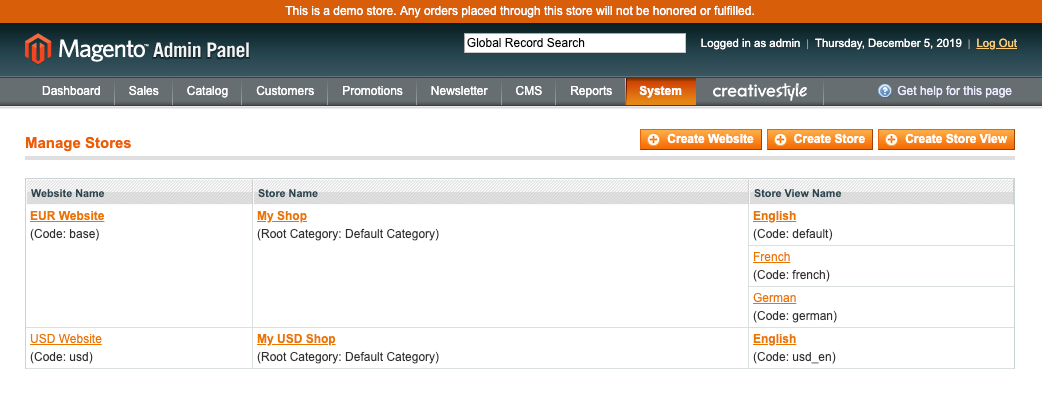 This is a demo store. Any orders placed through this store will not be honored or fulfilled.
Magento™ Admin Panel
Global Record Search
Logged in as admin | Thursday, December 5, 2019 | Log Out
Dashboard Sales Catalog Customers Promotions Newsletter CMS Reports System creativestyle Get help for this page
Manage Stores
Create Website Create Store Create Store View
Website Name Store Name Store View Name
EUR Website My Shop English
(Code: base) (Root Category: Default Category) (Code: default)
French
(Code: french)
German
(Code: german)
USD Website My USD Shop English
(Code: usd) (Root Category: Default Category) (Code: usd_en)